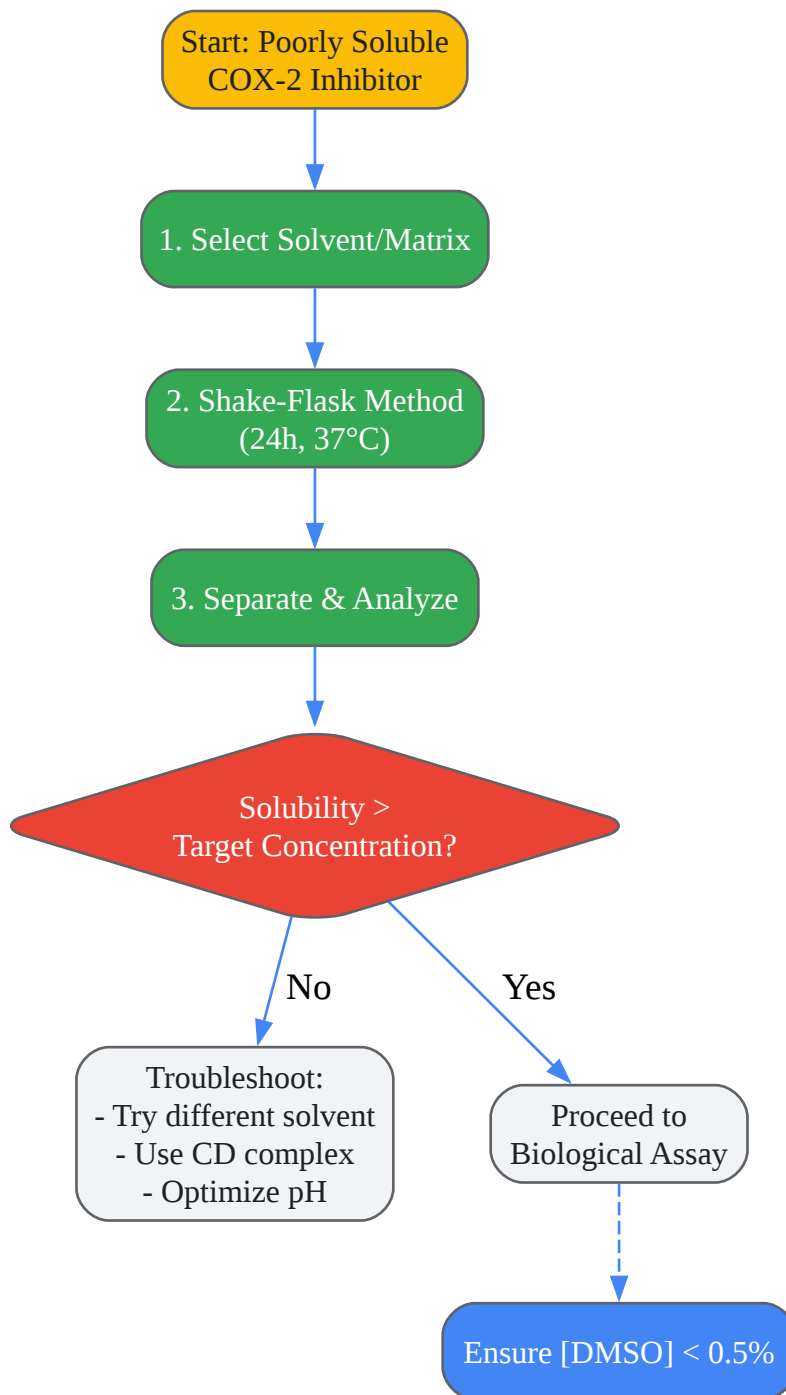 Start: Poorly Soluble
COX-2 Inhibitor
1. Select Solvent/Matrix
2. Shake-Flask Method
(24h, 37°C)
3. Separate & Analyze
Solubility >
Target Concentration?
No
Yes
Troubleshoot:
- Try different solvent
- Use CD complex
- Optimize pH
Proceed to
Biological Assay
Ensure [DMSO] < 0.5%